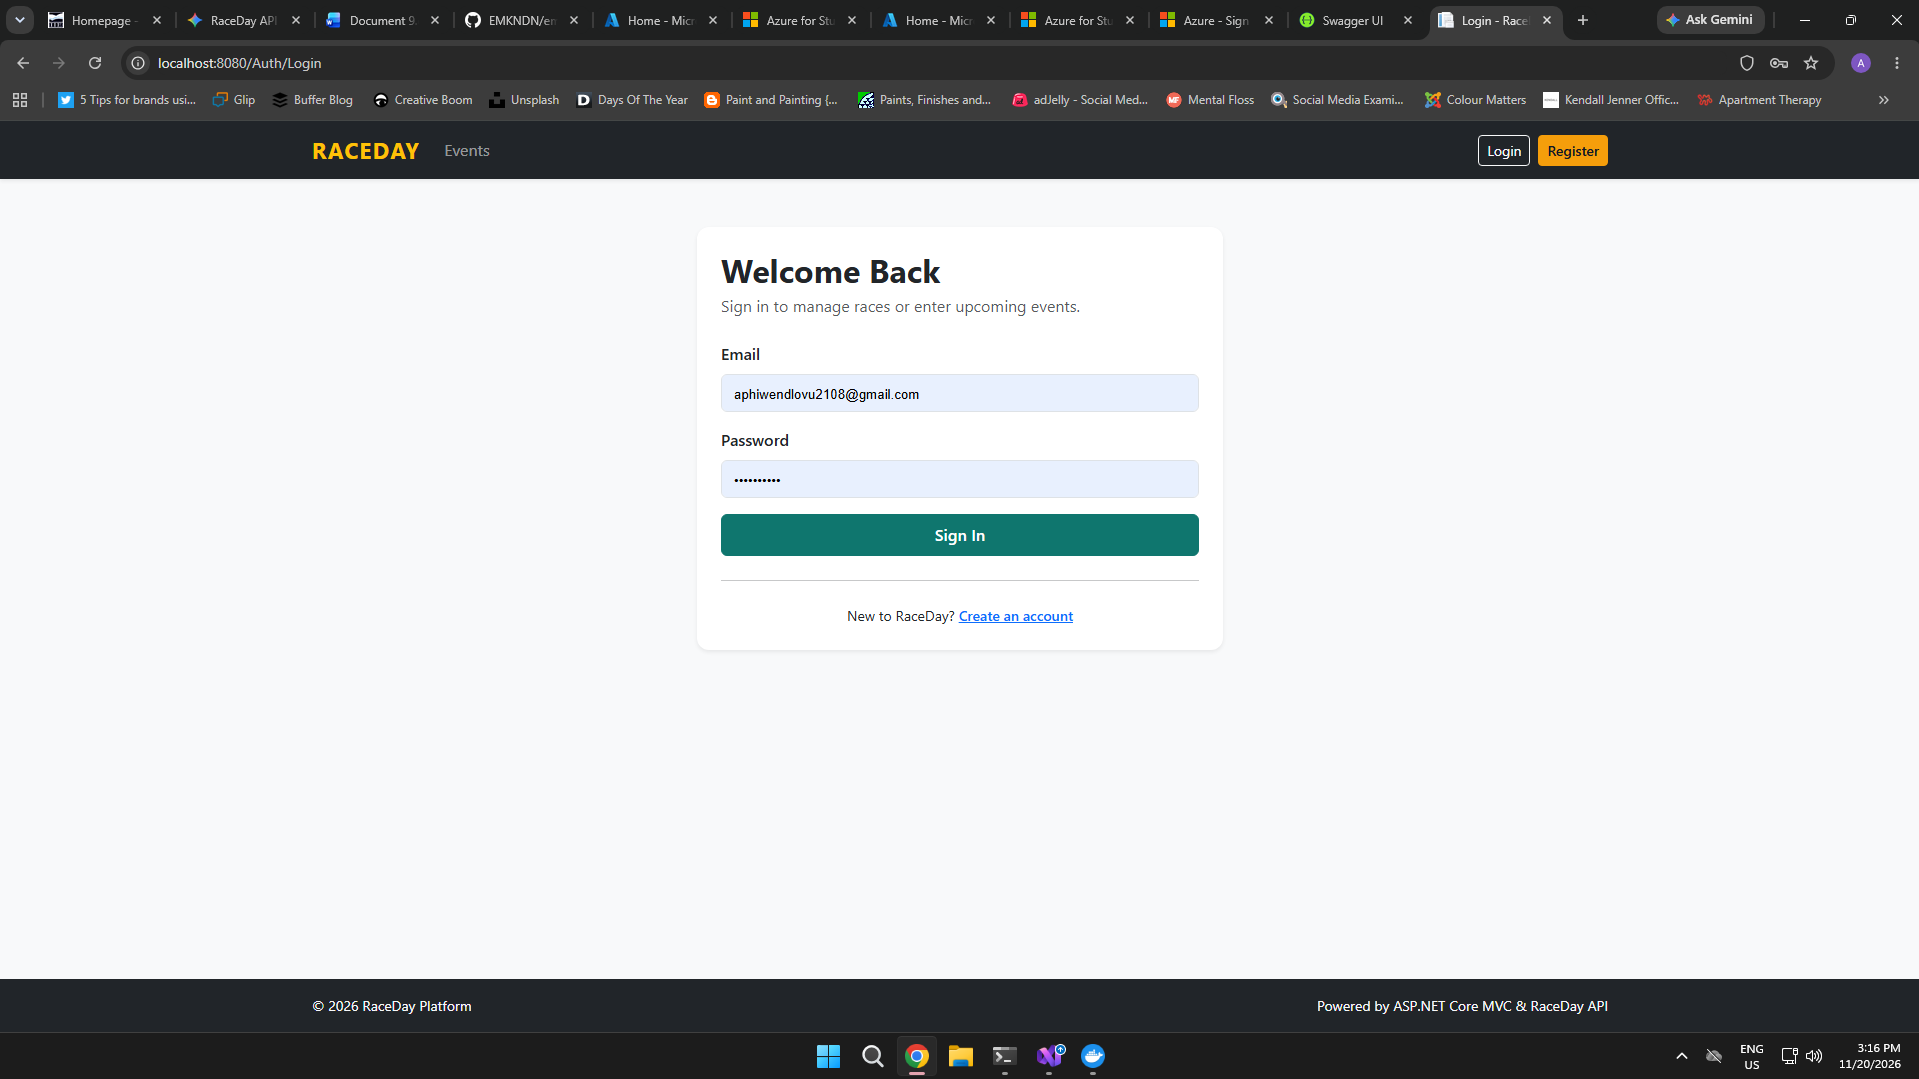 Homepage -
RaceDay API
Document 9.
EMKNDN/em
Home - Micr
Azure for Stu
Home - Micr
Azure for Stu
Azure - Sign
Swagger UI
Login - Race
Ask Gemini
localhost:8080/Auth/Login
A
5 Tips for brands usi...
Glip
Buffer Blog
Creative Boom
Unsplash
Days Of The Year
Paint and Painting {...
Paints, Finishes and...
adJelly - Social Med...
Mental Floss
Social Media Exami...
Colour Matters
Kendall Jenner Offic...
Apartment Therapy
RACEDAY
Events
Login
Register
Welcome Back
Sign in to manage races or enter upcoming events.
Email
aphiwendlovu2108@gmail.com
Password
Sign In
New to RaceDay? Create an account
© 2026 RaceDay Platform
Powered by ASP.NET Core MVC & RaceDay API
ENG
US
3:16 PM
11/20/2026